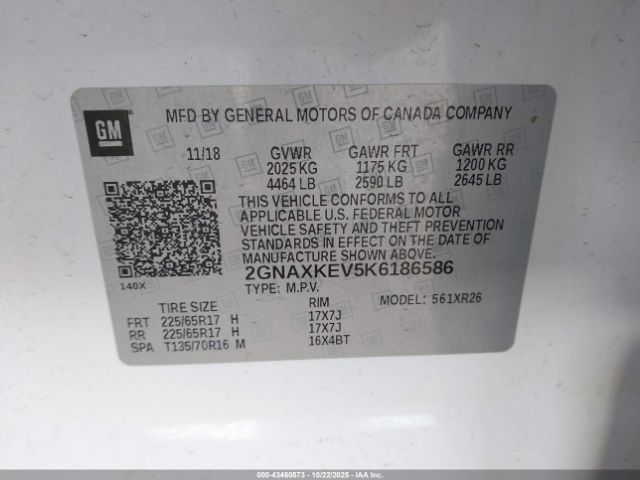 GM
MFD BY GENERAL MOTORS OF CANADA COMPANY
11/18 GVWR GAWR FRT GAWR RR
2025 KG 1175 KG 1200 KG
4464 LB 2590 LB 2645 LB
THIS VEHICLE CONFORMS TO ALL
APPLICABLE U.S. FEDERAL MOTOR
VEHICLE SAFETY AND THEFT PREVENTION
STANDARDS IN EFFECT ON THE DATE OF
MANUFACTURE SHOWN ABOVE.
2GNAXKEV5K6186586
140X TYPE: M.P.V. MODEL: 561XR26
TIRE SIZE RIM
FRT 225/65R17 H 17X7J
RR 225/65R17 H 17X7J
SPA T135/70R16 M 16X4BT
000-43460573 - 10/22/2025 - IAAI.COM